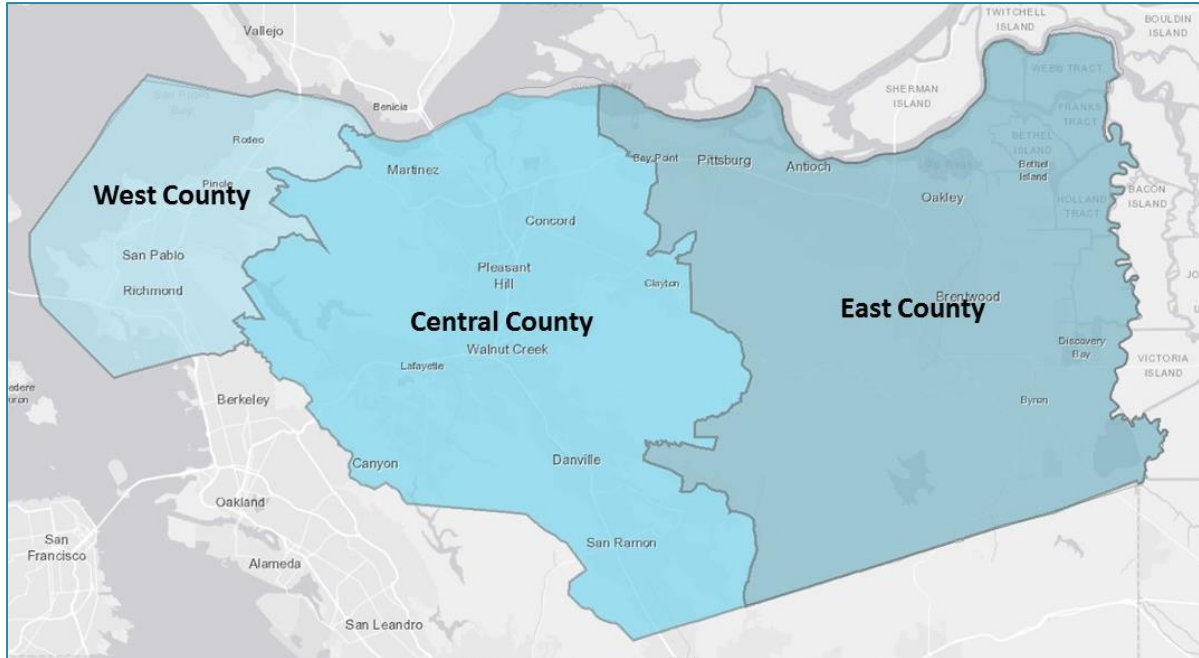 TWITCHELL
ISLAND
BOULDIN
ISLAND
Vallejo
WEBB TRACT
San Pablo
Bay
Benicia
SHERMAN
ISLAND
FRANKS
TRACT
Rodeo
BETHEL
ISLAND
Martinez
Bay Point
Pittsburg
Antioch
Bethel
Island
Pinole
West County
Oakley
HOLLAND
TRACT
BACON
ISLAND
Concord
San Pablo
Pleasant
Hill
Clayton
Richmond
Brentwood
East County
Central County
Walnut Creek
Discovery
Bay
VICTORIA
ISLAND
Lafayette
Berkeley
Byron
Canyon
Danville
Oakland
San
Francisco
San Ramon
Alameda
San Leandro